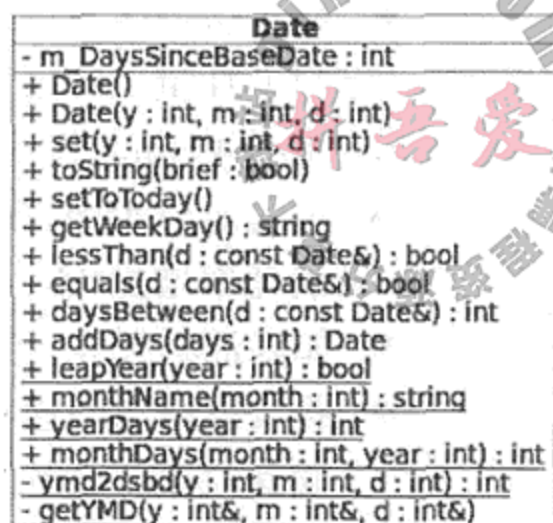 Date
- m_DaysSinceBaseDate : int
+ Date()
+ Date(y : int, m : int, d : int)
+ set(y : int, m : int, d : int)
+ toString(brief : bool)
+ setToToday()
+ getWeekDay() : string
+ lessThan(d : const Date&) : bool
+ equals(d : const Date&) : bool
+ daysBetween(d : const Date&) : int
+ addDays(days : int) : Date
+ leapYear(year : int) : bool
+ monthName(month : int) : string
+ yearDays(year : int) : int
+ monthDays(month : int, year : int) : int
- ymd2dsbd(y : int, m : int, d : int) : int
- getYMD(y : int&, m : int&, d : int&)
拼吾爱